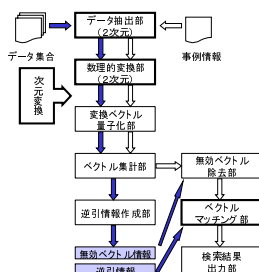 データ抽出部
(2次元)
データ集合
事例情報
数理的変換部
(2次元)
次元
変換
変換ベクトル
量子化部
ベクトル集計部
無効ベクトル
除去部
逆引情報作成部
ベクトル
マッチング部
無効ベクトル情報
逆引情報
検索結果
出力部